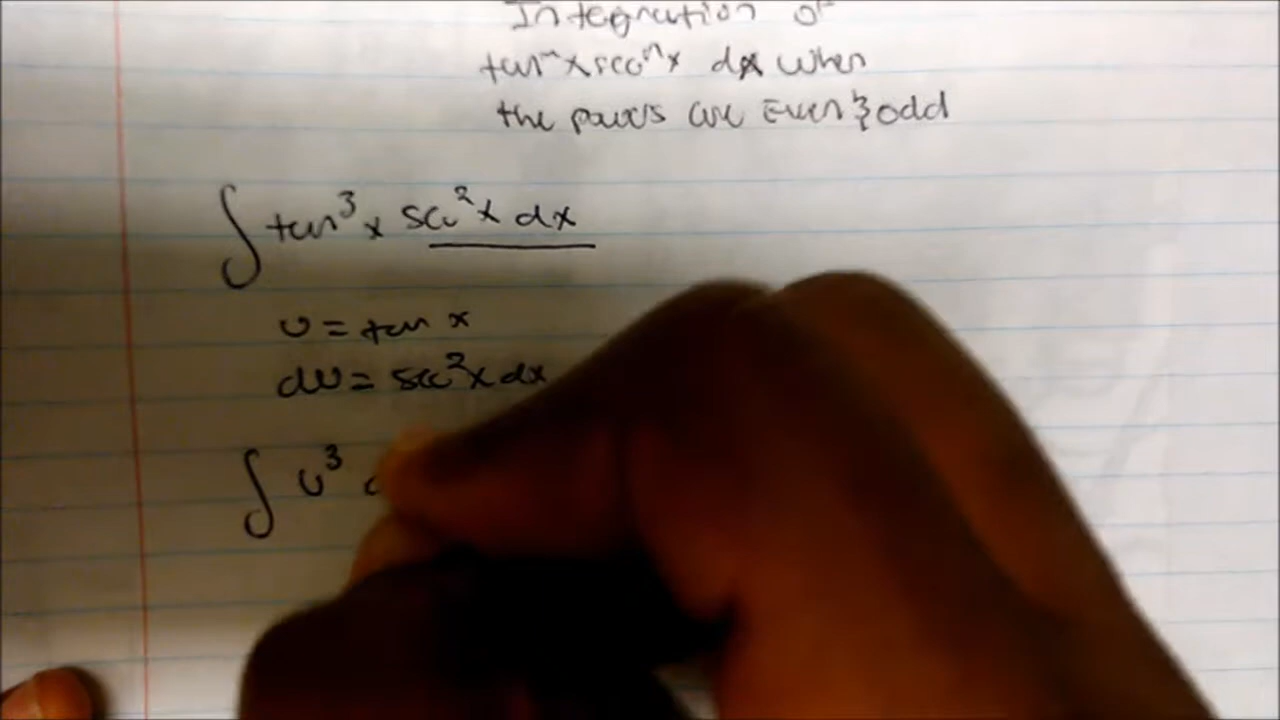 Integration of
tanᵐx secⁿx dx when
the powers are Even & odd
∫ tan³x sec²x dx
u = tan x
du = sec²x dx
∫ u³